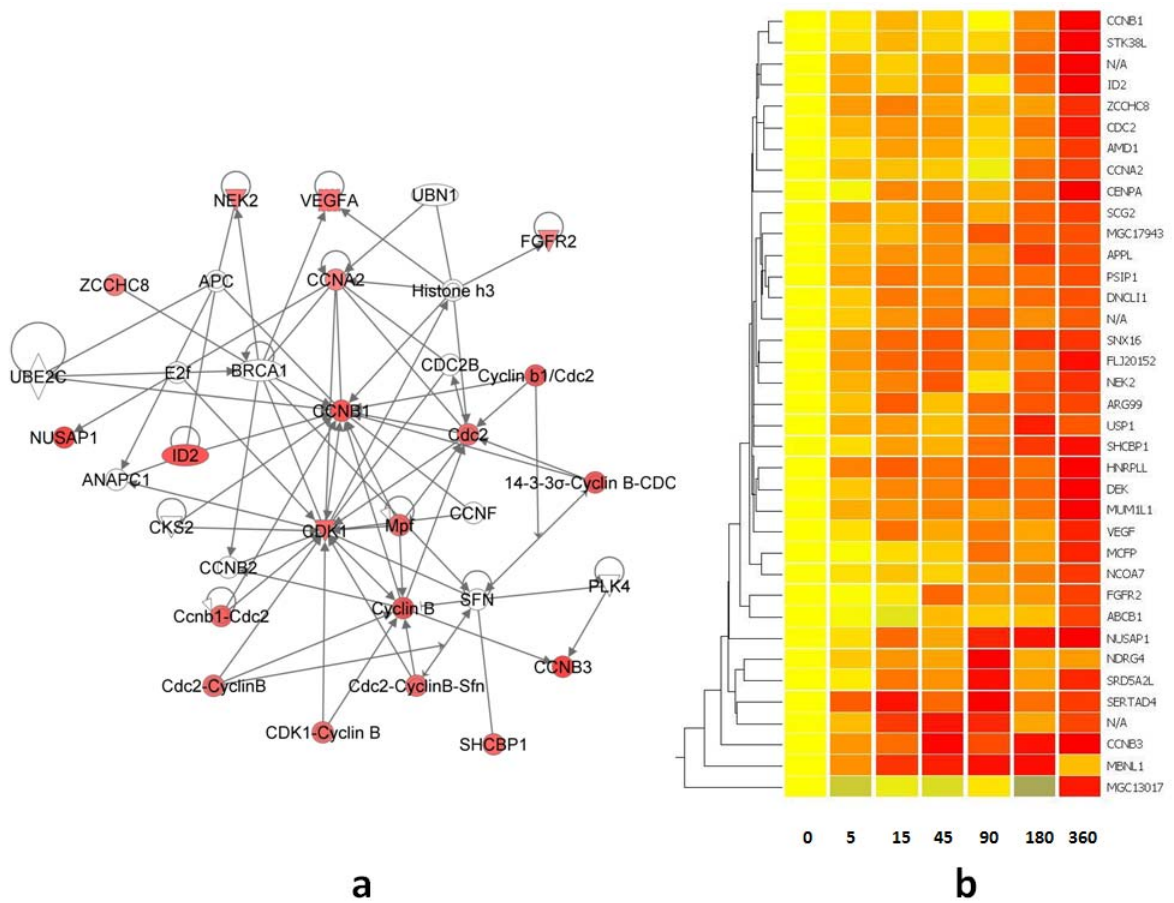 NEK2
VEGFA
UBN1
FGFR2
ZCCHC8
APC
CCNA2
Histone h3
UBE2C
E2f
BRCA1
CDC2B
Cyclin b1/Cdc2
NUSAP1
CCNB1
Cdc2
ID2
ANAPC1
14-3-3σ-Cyclin B-CDC
CKS2
CDK1
Mpf
CCNF
CCNB2
Ccnb1-Cdc2
Cyclin B
SFN
PLK4
CCNB3
Cdc2-CyclinB
Cdc2-CyclinB-Sfn
CDK1-Cyclin B
SHCBP1
a
CCNB1
STK38L
N/A
ID2
ZCCHC8
CDC2
AMD1
CCNA2
CENPA
SCG2
MGC17943
APPL
PSIP1
DNCLI1
N/A
SNX16
FLJ20152
NEK2
ARG99
USP1
SHCBP1
HNRPLL
DEK
MUM1L1
VEGF
MCFP
NCOA7
FGFR2
ABCB1
NUSAP1
NDRG4
SRD5A2L
SERTAD4
N/A
CCNB3
MBNL1
MGC13017
0 5 15 45 90 180 360
b